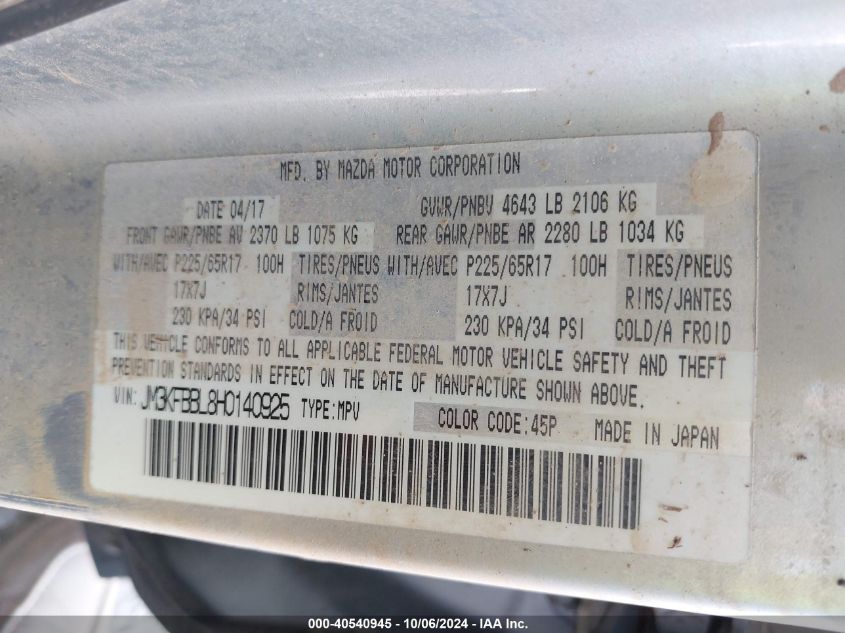 MFD. BY MAZDA MOTOR CORPORATION
DATE 04/17 GVWR/PNBV 4643 LB 2106 KG
FRONT GAWR/PNBE AV 2370 LB 1075 KG REAR GAWR/PNBE AR 2280 LB 1034 KG
WITH/AVEC P225/65R17 100H TIRES/PNEUS WITH/AVEC P225/65R17 100H TIRES/PNEUS
17X7J RIMS/JANTES 17X7J RIMS/JANTES
230 KPA/34 PSI COLD/A FROID 230 KPA/34 PSI COLD/A FROID
THIS VEHICLE CONFORMS TO ALL APPLICABLE FEDERAL MOTOR VEHICLE SAFETY AND THEFT
PREVENTION STANDARDS IN EFFECT ON THE DATE OF MANUFACTURE SHOWN ABOVE.
VIN: JM3KFBBL8H0140925 TYPE:MPV COLOR CODE:45P MADE IN JAPAN
000-40540945 - 10/06/2024 - IAA Inc.